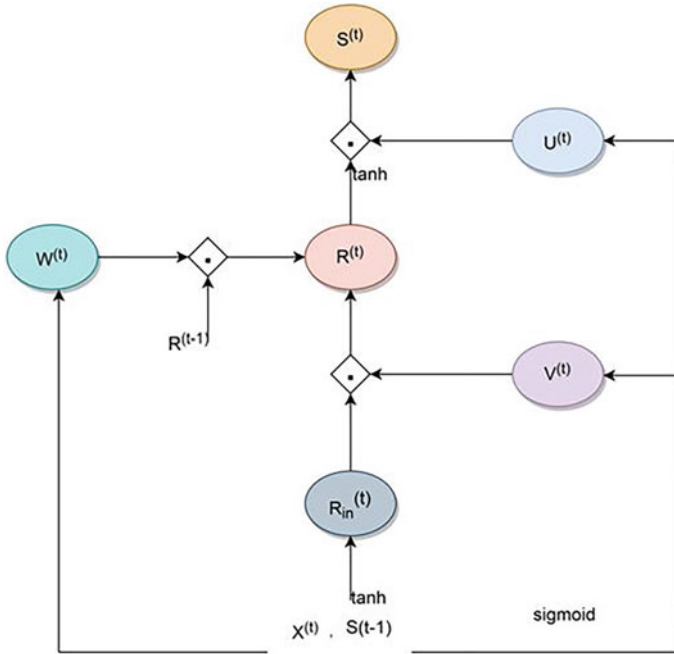 S(t)
U(t)
tanh
W(t)
R(t)
R(t-1)
V(t)
Rin(t)
tanh
sigmoid
X(t) , S(t-1)